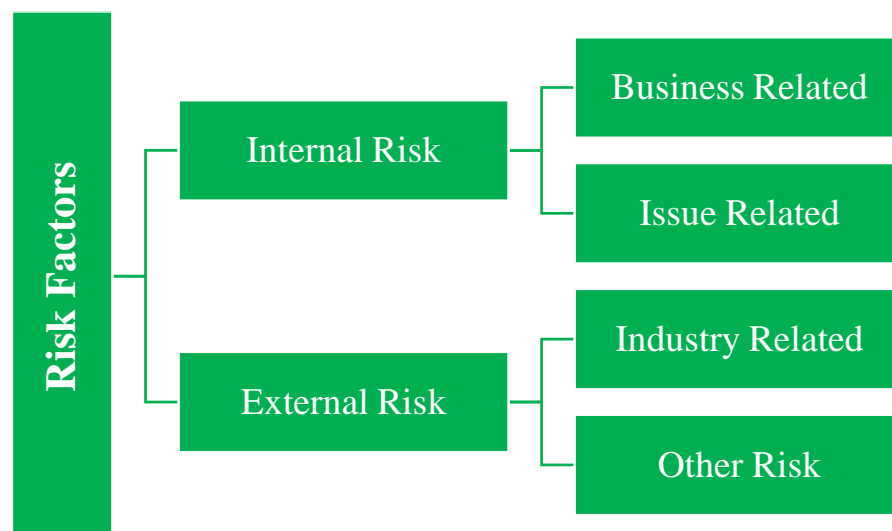 Risk Factors
Internal Risk
Business Related
Issue Related
External Risk
Industry Related
Other Risk